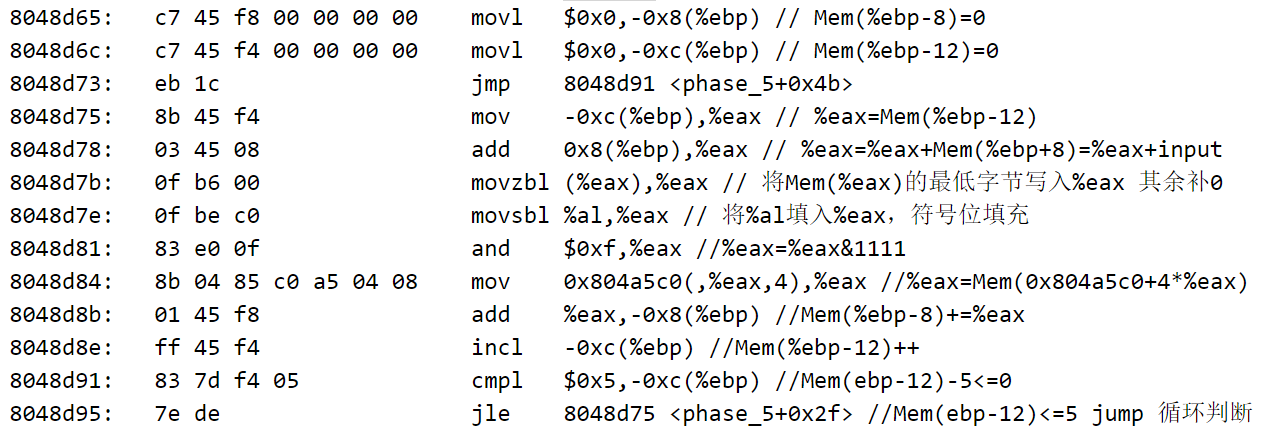 8048d65: c7 45 f8 00 00 00 00 movl $0x0,-0x8(%ebp) // Mem(%ebp-8)=0
8048d6c: c7 45 f4 00 00 00 00 movl $0x0,-0xc(%ebp) // Mem(%ebp-12)=0
8048d73: eb 1c jmp 8048d91 <phase_5+0x4b>
8048d75: 8b 45 f4 mov -0xc(%ebp),%eax // %eax=Mem(%ebp-12)
8048d78: 03 45 08 add 0x8(%ebp),%eax // %eax=%eax+Mem(%ebp+8)=%eax+input
8048d7b: 0f b6 00 movzbl (%eax),%eax // 将Mem(%eax)的最低字节写入%eax 其余补0
8048d7e: 0f be c0 movsbl %al,%eax // 将%al填入%eax，符号位填充
8048d81: 83 e0 0f and $0xf,%eax //%eax=%eax&1111
8048d84: 8b 04 85 c0 a5 04 08 mov 0x804a5c0(,%eax,4),%eax //%eax=Mem(0x804a5c0+4*%eax)
8048d8b: 01 45 f8 add %eax,-0x8(%ebp) //Mem(%ebp-8)+=%eax
8048d8e: ff 45 f4 incl -0xc(%ebp) //Mem(%ebp-12)++
8048d91: 83 7d f4 05 cmpl $0x5,-0xc(%ebp) //Mem(ebp-12)-5<=0
8048d95: 7e de jle 8048d75 <phase_5+0x2f> //Mem(ebp-12)<=5 jump 循环判断